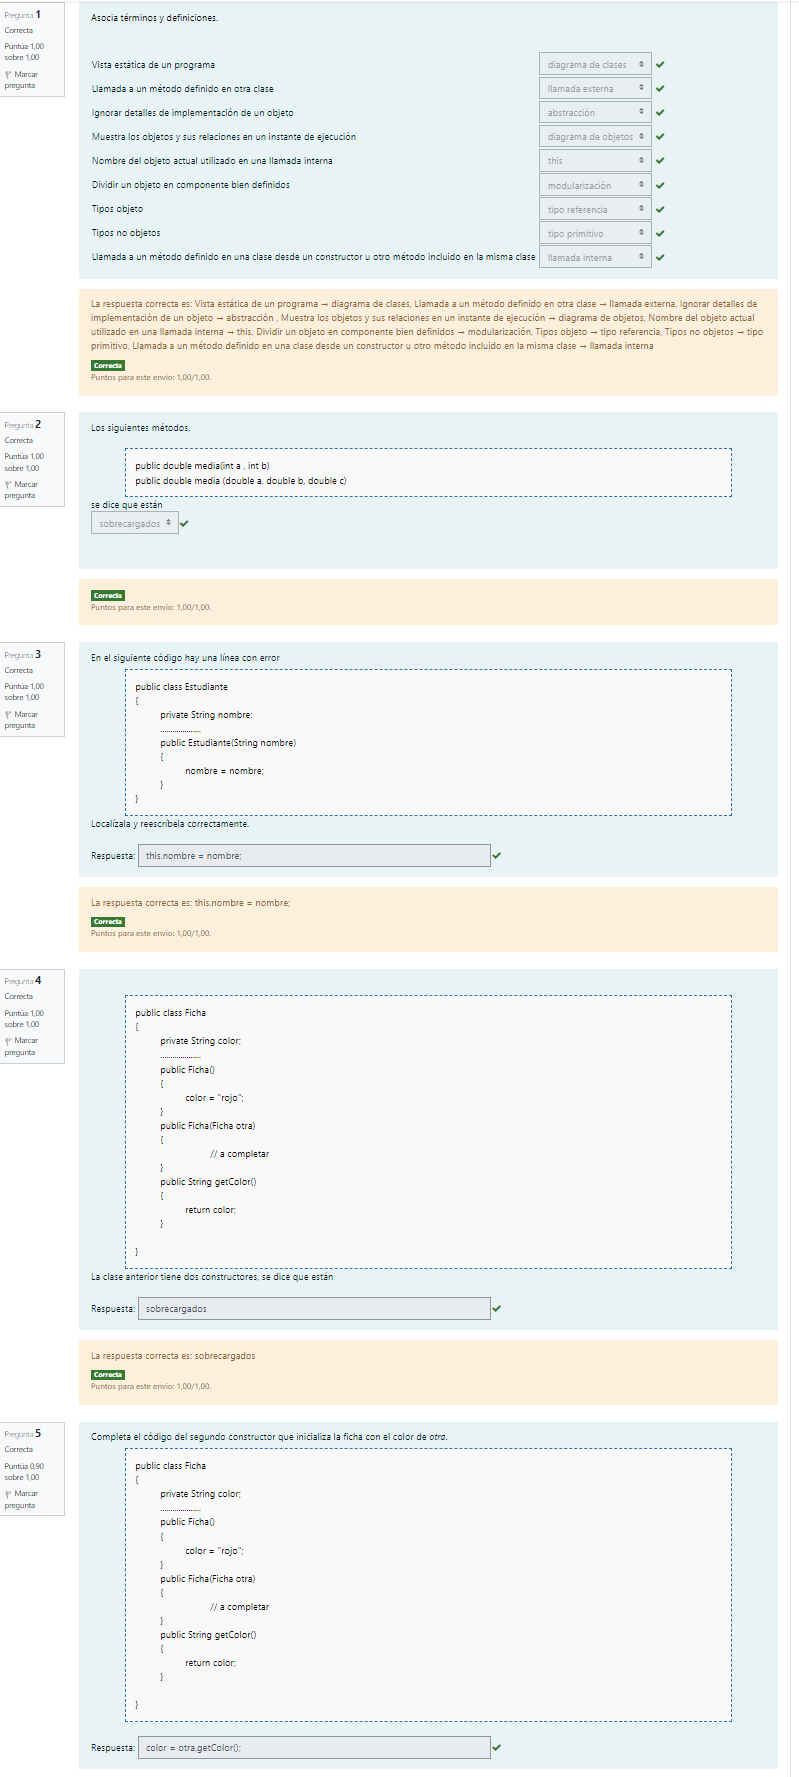 Pregunta 1
Correcta
Puntúa 1,00
sobre 1,00
Marcar
pregunta
Asocia términos y definiciones.
Vista estática de un programa diagrama de clases
Llamada a un método definido en otra clase llamada externa
Ignorar detalles de implementación de un objeto abstracción
Muestra los objetos y sus relaciones en un instante de ejecución diagrama de objetos
Nombre del objeto actual utilizado en una llamada interna this
Dividir un objeto en componente bien definidos modularización
Tipos objeto tipo referencia
Tipos no objetos tipo primitivo
Llamada a un método definido en una clase desde un constructor u otro método incluido en la misma clase llamada interna
La respuesta correcta es: Vista estática de un programa → diagrama de clases, Llamada a un método definido en otra clase → llamada externa, Ignorar detalles de
implementación de un objeto → abstracción , Muestra los objetos y sus relaciones en un instante de ejecución → diagrama de objetos, Nombre del objeto actual
utilizado en una llamada interna → this, Dividir un objeto en componente bien definidos → modularización, Tipos objeto → tipo referencia, Tipos no objetos → tipo
primitivo, Llamada a un método definido en una clase desde un constructor u otro método incluido en la misma clase → llamada interna
Correcta
Puntos para este envío: 1,00/1,00.
Pregunta 2
Correcta
Puntúa 1,00
sobre 1,00
Marcar
pregunta
Los siguientes métodos,
public double media(int a , int b)
public double media (double a, double b, double c)
se dice que están
sobrecargados
Correcta
Puntos para este envío: 1,00/1,00.
Pregunta 3
Correcta
Puntúa 1,00
sobre 1,00
Marcar
pregunta
En el siguiente código hay una línea con error
public class Estudiante
{
private String nombre;
....................
public Estudiante(String nombre)
{
nombre = nombre;
}
}
Localízala y reescríbela correctamente.
Respuesta: this.nombre = nombre;
La respuesta correcta es: this.nombre = nombre;
Correcta
Puntos para este envío: 1,00/1,00.
Pregunta 4
Correcta
Puntúa 1,00
sobre 1,00
Marcar
pregunta
public class Ficha
{
private String color;
....................
public Ficha()
{
color = "rojo";
}
public Ficha(Ficha otra)
{
// a completar
}
public String getColor()
{
return color;
}
}
La clase anterior tiene dos constructores, se dice que están
Respuesta: sobrecargados
La respuesta correcta es: sobrecargados
Correcta
Puntos para este envío: 1,00/1,00.
Pregunta 5
Correcta
Puntúa 0,90
sobre 1,00
Marcar
pregunta
Completa el código del segundo constructor que inicializa la ficha con el color de otra.
public class Ficha
{
private String color;
....................
public Ficha()
{
color = "rojo";
}
public Ficha(Ficha otra)
{
// a completar
}
public String getColor()
{
return color;
}
}
Respuesta: color = otra.getColor();